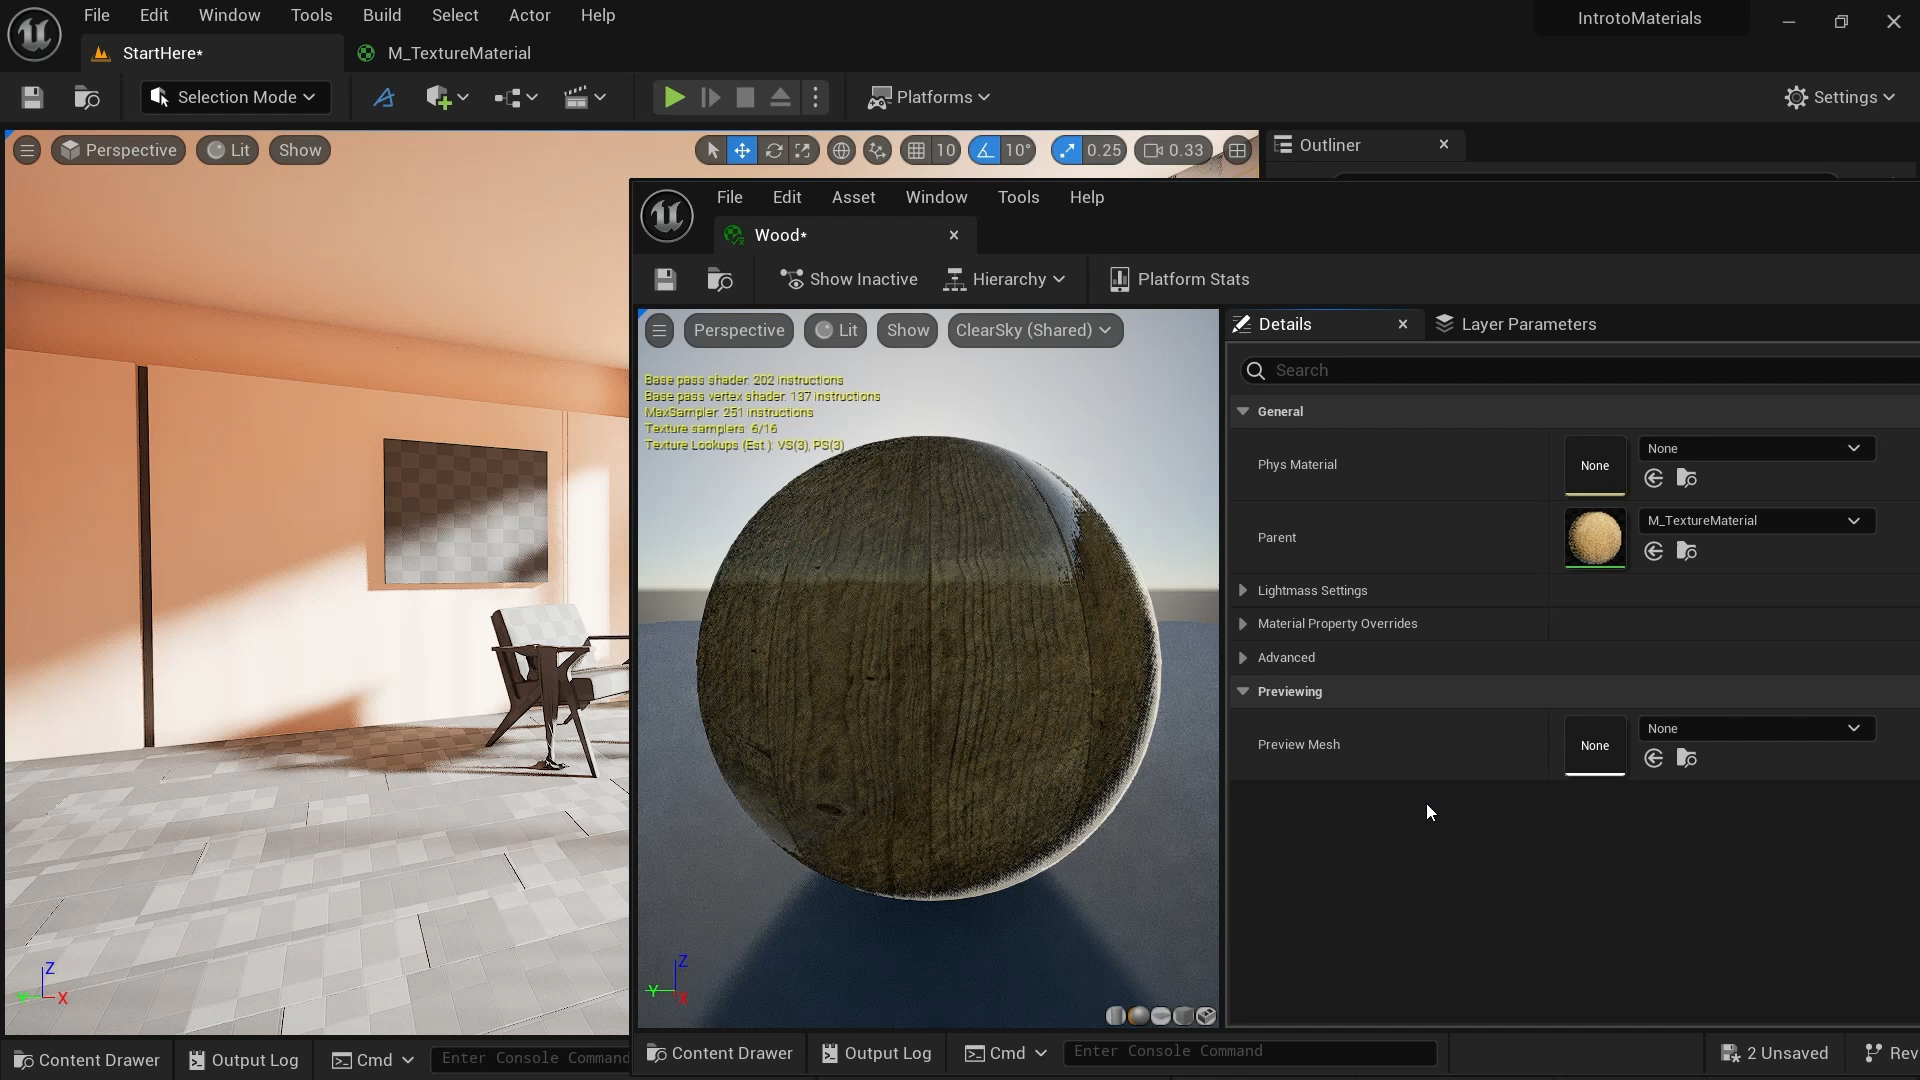 File Edit Window Tools Build Select Actor Help
IntrotoMaterials
StartHere*
M_TextureMaterial
Selection Mode
Platforms
Settings
Perspective
Lit
Show
10
10°
0.25
0.33
Outliner
File Edit Asset Window Tools Help
Wood*
Show Inactive
Hierarchy
Platform Stats
Perspective
Lit
Show
ClearSky (Shared)
Base pass shader: 202 instructions
Base pass vertex shader: 137 instructions
MaxSampler: 251 instructions
Texture samplers: 6/16
Texture Lookups (Est.): VS(3), PS(3)
Z
Y
X
Details
Layer Parameters
Search
General
Phys Material
None
None
Parent
M_TextureMaterial
Lightmass Settings
Material Property Overrides
Advanced
Previewing
Preview Mesh
None
None
Z
X
Content Drawer
Output Log
Cmd
Enter Console Command
Content Drawer
Output Log
Cmd
Enter Console Command
2 Unsaved
Rev